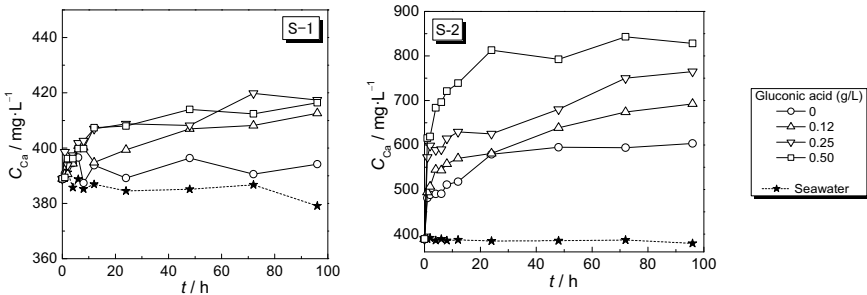 S-1
C_Ca / mg·L⁻¹
440
420
400
380
360
0 20 40 60 80 100
t / h
S-2
C_Ca / mg·L⁻¹
900
800
700
600
500
400
0 20 40 60 80 100
t / h
Gluconic acid (g/L)
0
0.12
0.25
0.50
Seawater